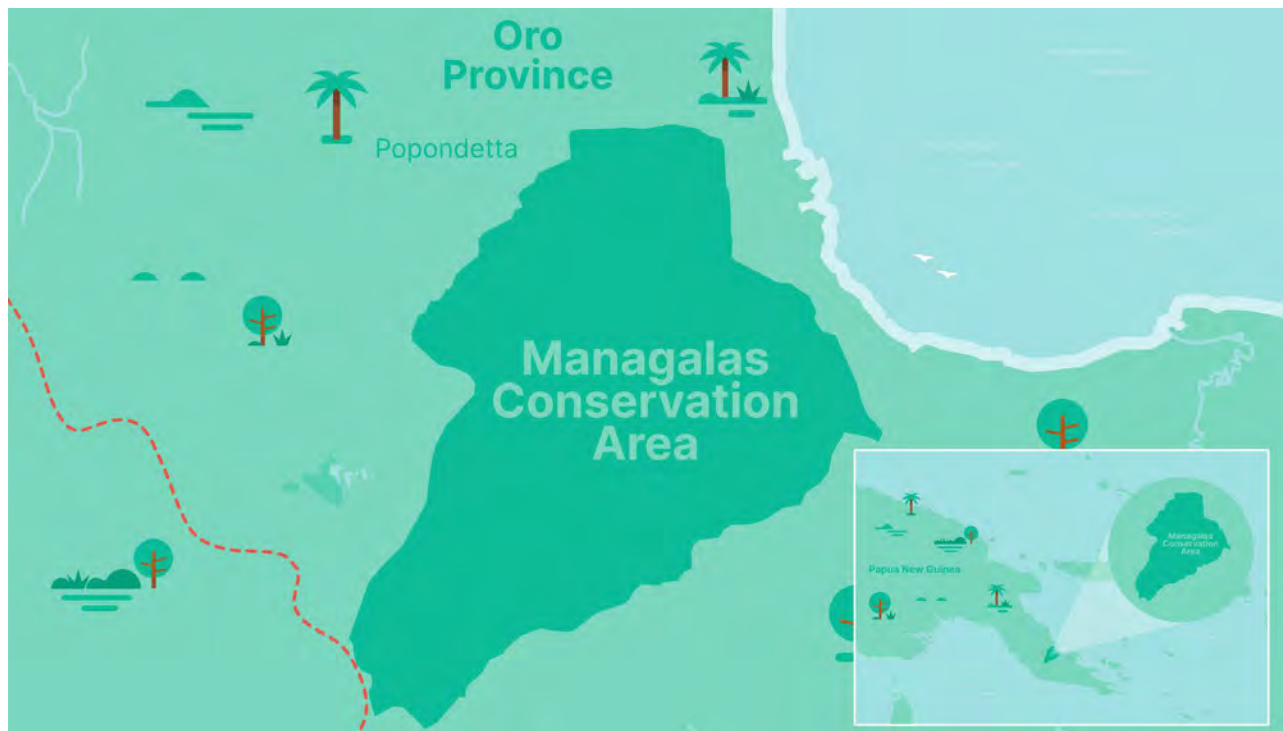 Oro
Province
Popondetta
Managalas
Conservation
Area
Managalas
Conservation
Area
Papua New Guinea